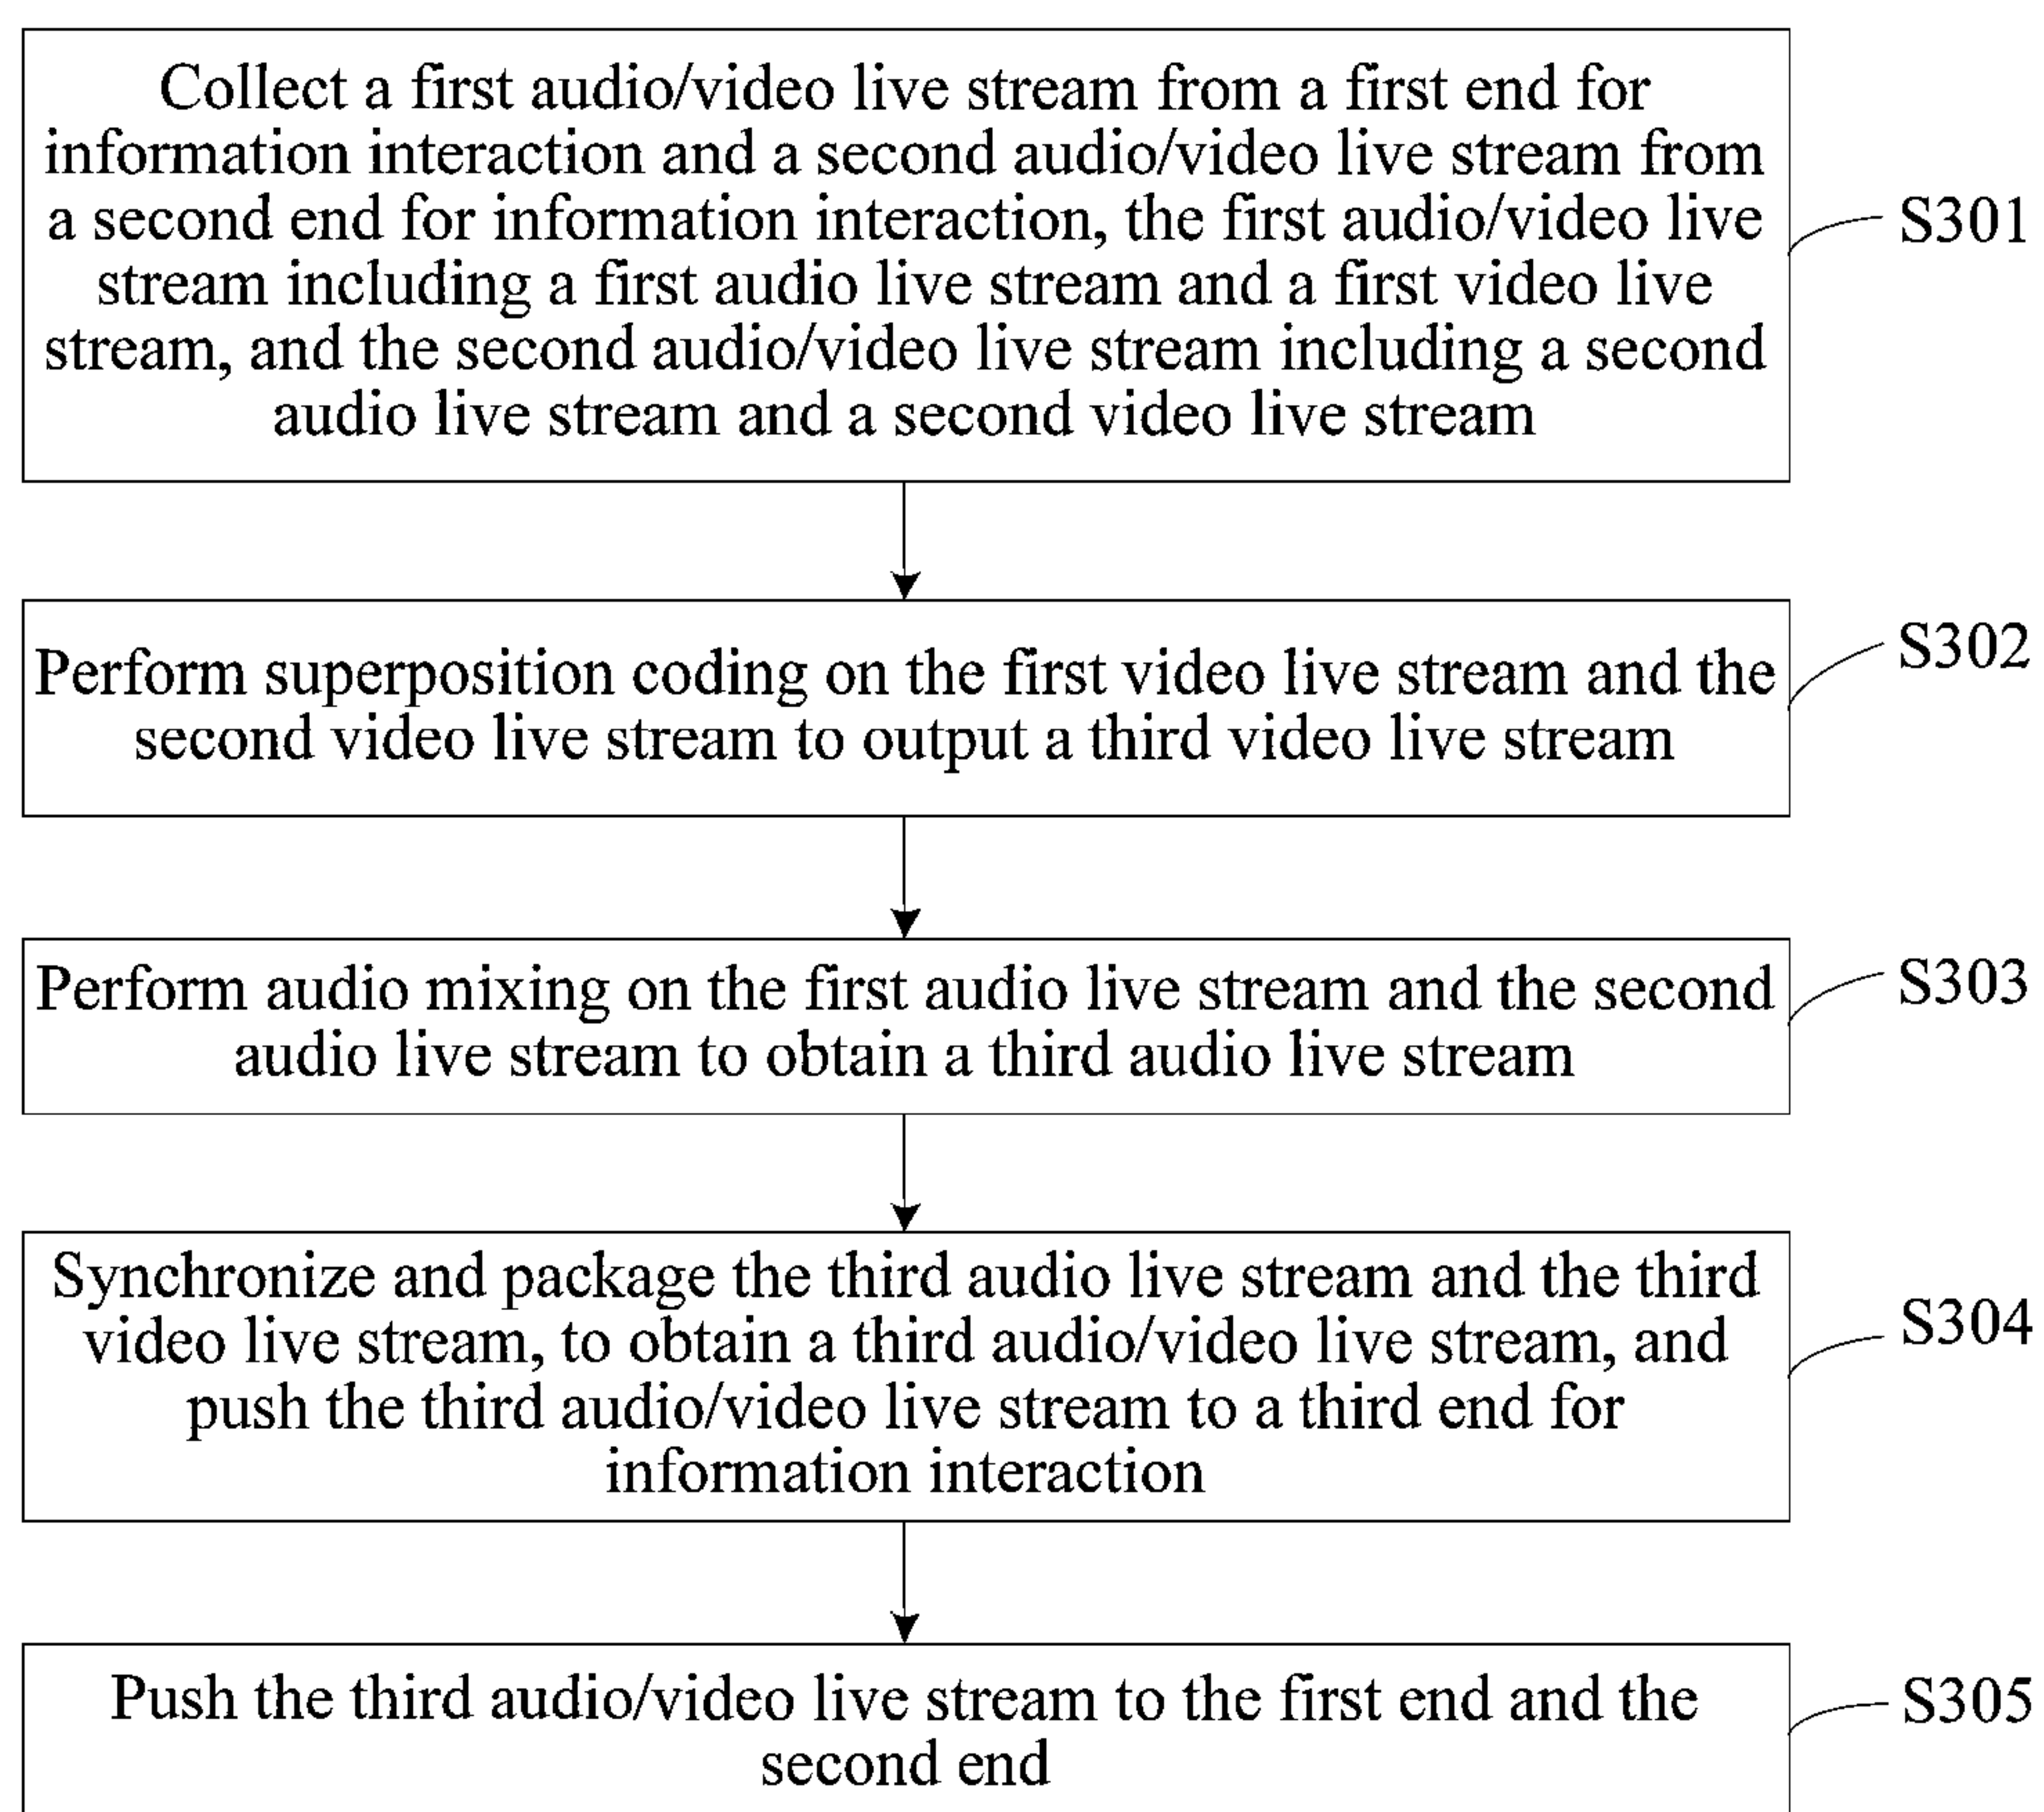 Collect a first audio/video live stream from a first end for
information interaction and a second audio/video live stream from
a second end for information interaction, the first audio/video live
stream including a first audio live stream and a first video live
stream, and the second audio/video live stream including a second
audio live stream and a second video live stream
S301
Perform superposition coding on the first video live stream and the
second video live stream to output a third video live stream
S302
Perform audio mixing on the first audio live stream and the second
audio live stream to obtain a third audio live stream
S303
Synchronize and package the third audio live stream and the third
video live stream, to obtain a third audio/video live stream, and
push the third audio/video live stream to a third end for
information interaction
S304
Push the third audio/video live stream to the first end and the
second end
S305